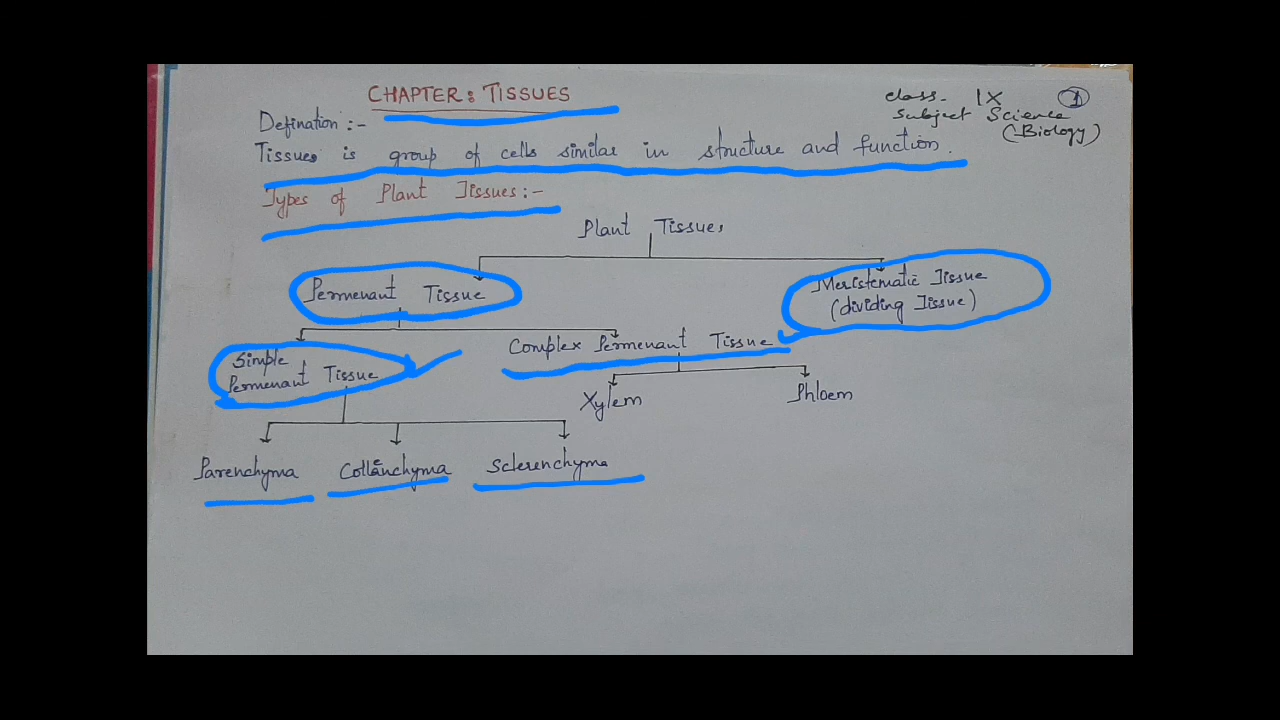 CHAPTER: TISSUES
class- IX 1
Subject Science
(Biology)
Defination :-
Tissues is group of cells similar in structure and function.
Types of Plant Tissues:-
Plant Tissues
Permenant Tissue
Meristematic Tissue
(dividing Tissue)
Simple
Permenant Tissue
Complex Permenant Tissue
Xylem
Phloem
Parenchyma
Collenchyma
Sclerenchyma